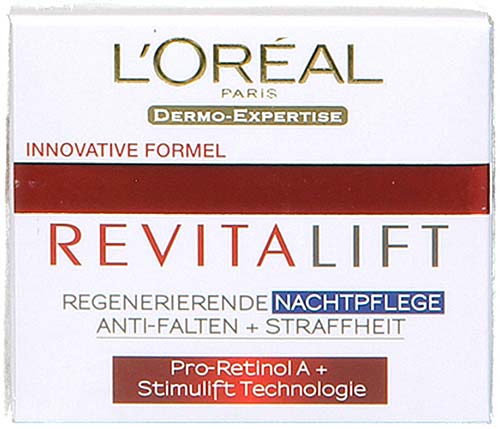 L'ORÉAL
PARIS
DERMO-EXPERTISE
INNOVATIVE FORMEL
REVITALIFT
REGENERIERENDE NACHTPFLEGE
ANTI-FALTEN + STRAFFHEIT
Pro-Retinol A +
Stimulift Technologie